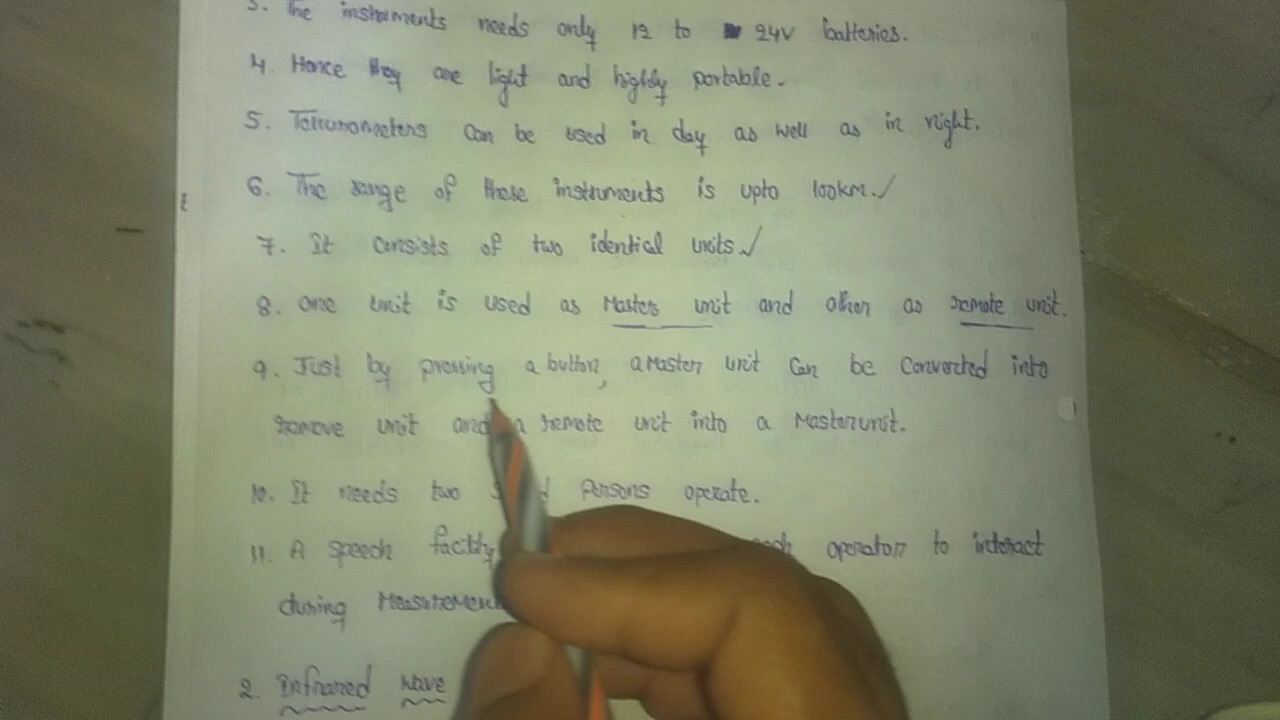 3. The instruments needs only 12 to 24V batteries.
4. Hence they are light and highly portable.
5. Tellurometers can be used in day as well as in night.
6. The range of these instruments is upto 100km.
7. It consists of two identical units.
8. One unit is used as Master unit and other as remote unit.
9. Just by pressing a button, a Master unit can be converted into
remove unit and a remote unit into a Master unit.
10. It needs two persons operate.
11. A speech facility operator to interact
during
2. Infrared wave